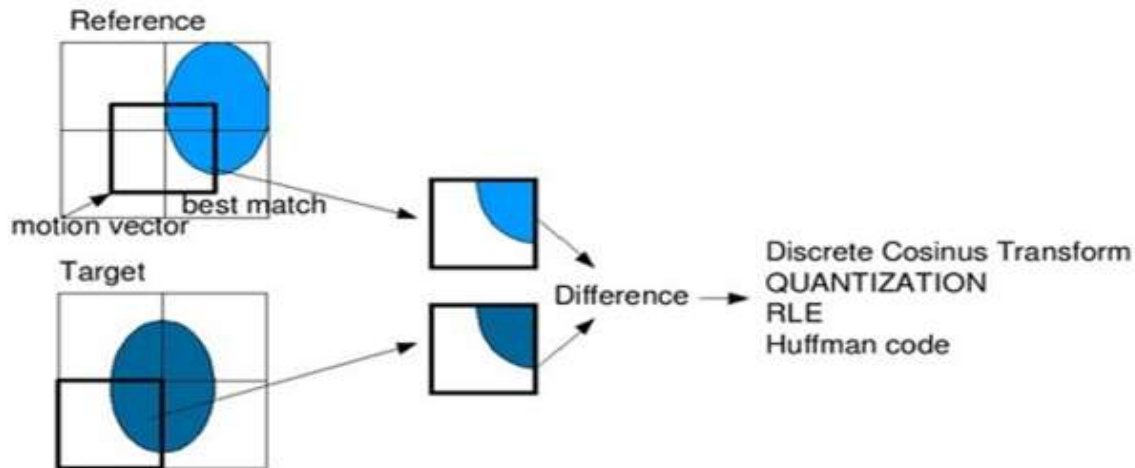 Reference
best match
motion vector
Target
Difference
Discrete Cosinus Transform
QUANTIZATION
RLE
Huffman code